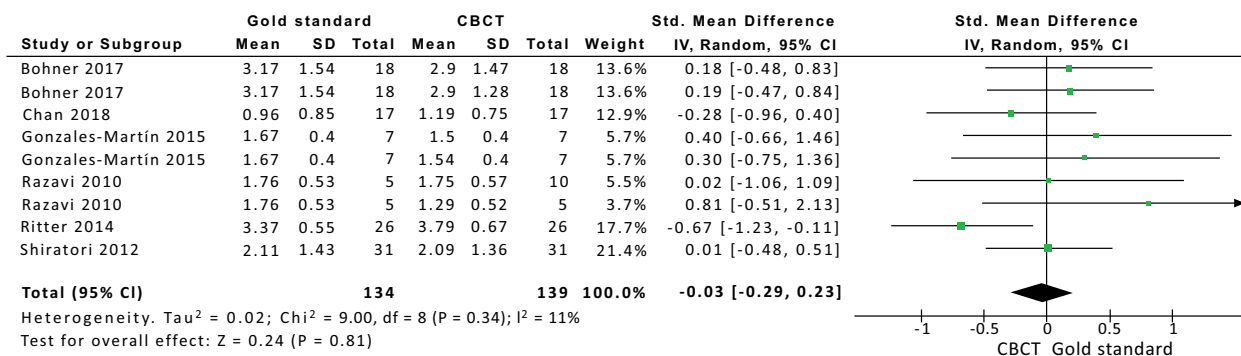 Gold standard CBCT Std. Mean Difference Std. Mean Difference
Study or Subgroup Mean SD Total Mean SD Total Weight IV, Random, 95% CI IV, Random, 95% CI
Bohner 2017 3.17 1.54 18 2.9 1.47 18 13.6% 0.18 [-0.48, 0.83]
Bohner 2017 3.17 1.54 18 2.9 1.28 18 13.6% 0.19 [-0.47, 0.84]
Chan 2018 0.96 0.85 17 1.19 0.75 17 12.9% -0.28 [-0.96, 0.40]
Gonzales-Martín 2015 1.67 0.4 7 1.5 0.4 7 5.7% 0.40 [-0.66, 1.46]
Gonzales-Martín 2015 1.67 0.4 7 1.54 0.4 7 5.7% 0.30 [-0.75, 1.36]
Razavi 2010 1.76 0.53 5 1.75 0.57 10 5.5% 0.02 [-1.06, 1.09]
Razavi 2010 1.76 0.53 5 1.29 0.52 5 3.7% 0.81 [-0.51, 2.13]
Ritter 2014 3.37 0.55 26 3.79 0.67 26 17.7% -0.67 [-1.23, -0.11]
Shiratori 2012 2.11 1.43 31 2.09 1.36 31 21.4% 0.01 [-0.48, 0.51]
Total (95% CI) 134 139 100.0% -0.03 [-0.29, 0.23]
Heterogeneity. Tau² = 0.02; Chi² = 9.00, df = 8 (P = 0.34); I² = 11%
Test for overall effect: Z = 0.24 (P = 0.81)
-1 -0.5 0 0.5 1
CBCT Gold standard